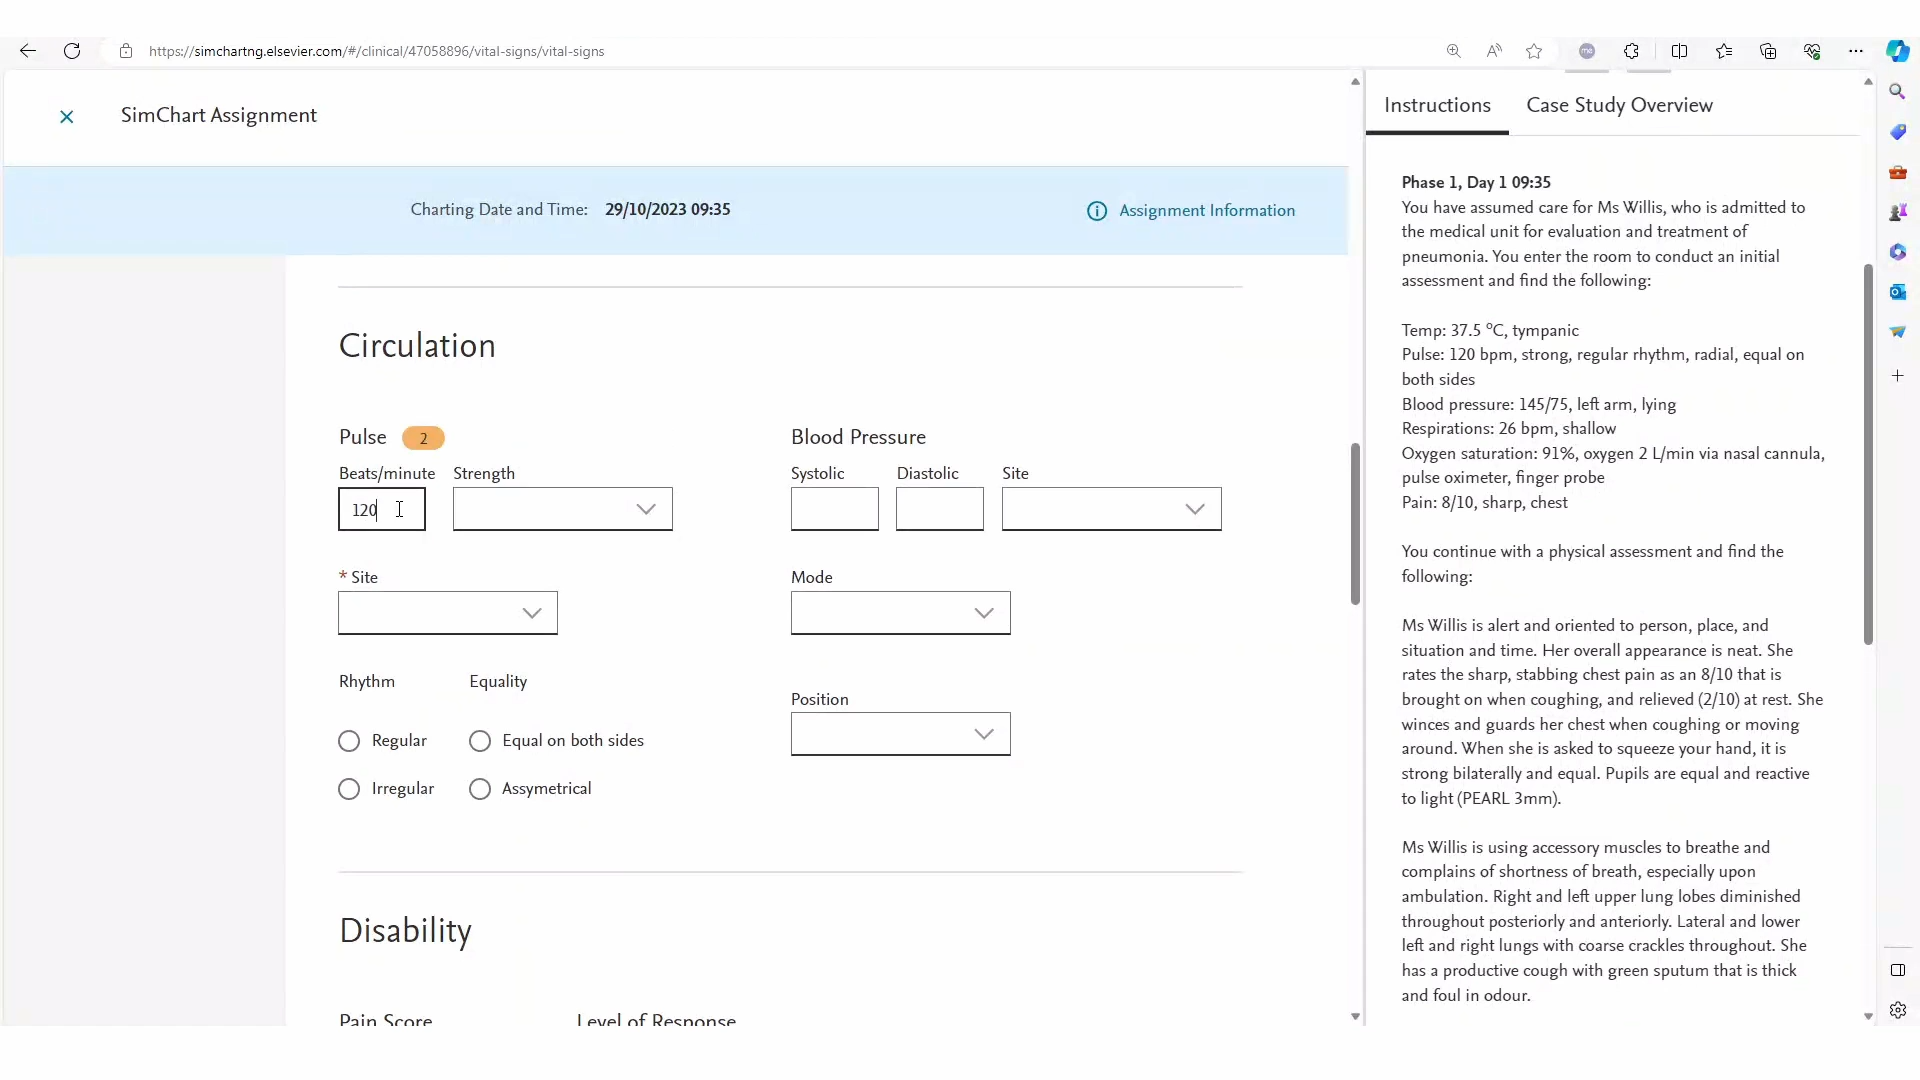 https://simchartng.elsevier.com/#/clinical/47058896/vital-signs/vital-signs
SimChart Assignment
Charting Date and Time: 29/10/2023 09:35
Assignment Information
Circulation
Pulse 2
Beats/minute Strength
120
* Site
Rhythm Equality
Regular Equal on both sides
Irregular Assymetrical
Blood Pressure
Systolic Diastolic Site
Mode
Position
Disability
Pain Score Level of Response
Instructions Case Study Overview
Phase 1, Day 1 09:35
You have assumed care for Ms Willis, who is admitted to
the medical unit for evaluation and treatment of
pneumonia. You enter the room to conduct an initial
assessment and find the following:
Temp: 37.5 ºC, tympanic
Pulse: 120 bpm, strong, regular rhythm, radial, equal on
both sides
Blood pressure: 145/75, left arm, lying
Respirations: 26 bpm, shallow
Oxygen saturation: 91%, oxygen 2 L/min via nasal cannula,
pulse oximeter, finger probe
Pain: 8/10, sharp, chest
You continue with a physical assessment and find the
following:
Ms Willis is alert and oriented to person, place, and
situation and time. Her overall appearance is neat. She
rates the sharp, stabbing chest pain as an 8/10 that is
brought on when coughing, and relieved (2/10) at rest. She
winces and guards her chest when coughing or moving
around. When she is asked to squeeze your hand, it is
strong bilaterally and equal. Pupils are equal and reactive
to light (PEARL 3mm).
Ms Willis is using accessory muscles to breathe and
complains of shortness of breath, especially upon
ambulation. Right and left upper lung lobes diminished
throughout posteriorly and anteriorly. Lateral and lower
left and right lungs with coarse crackles throughout. She
has a productive cough with green sputum that is thick
and foul in odour.